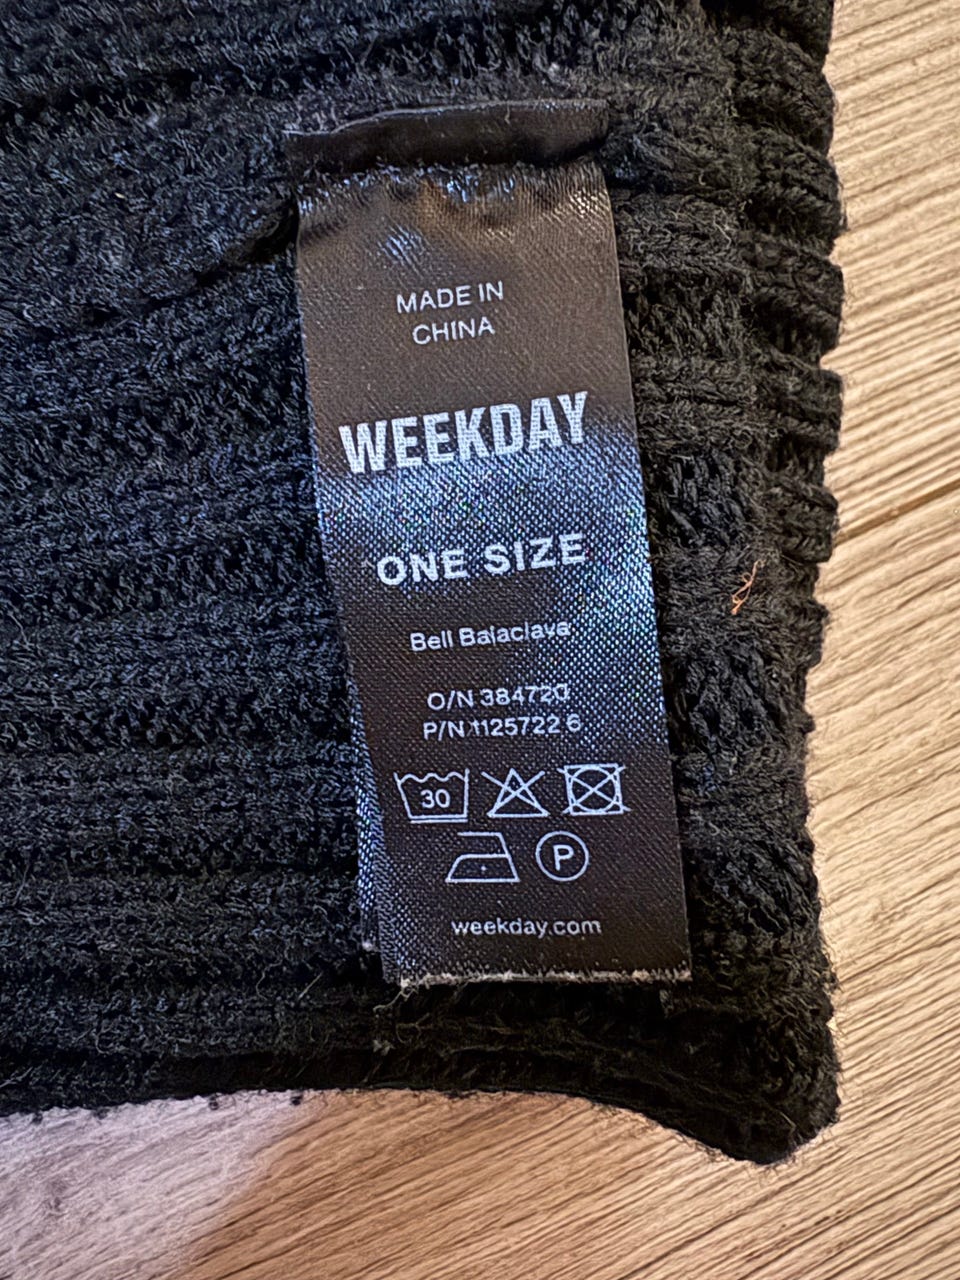 MADE IN
CHINA
WEEKDAY
ONE SIZE
Bell Balaclava
O/N 384720
P/N 1125722 6
30
P
weekday.com